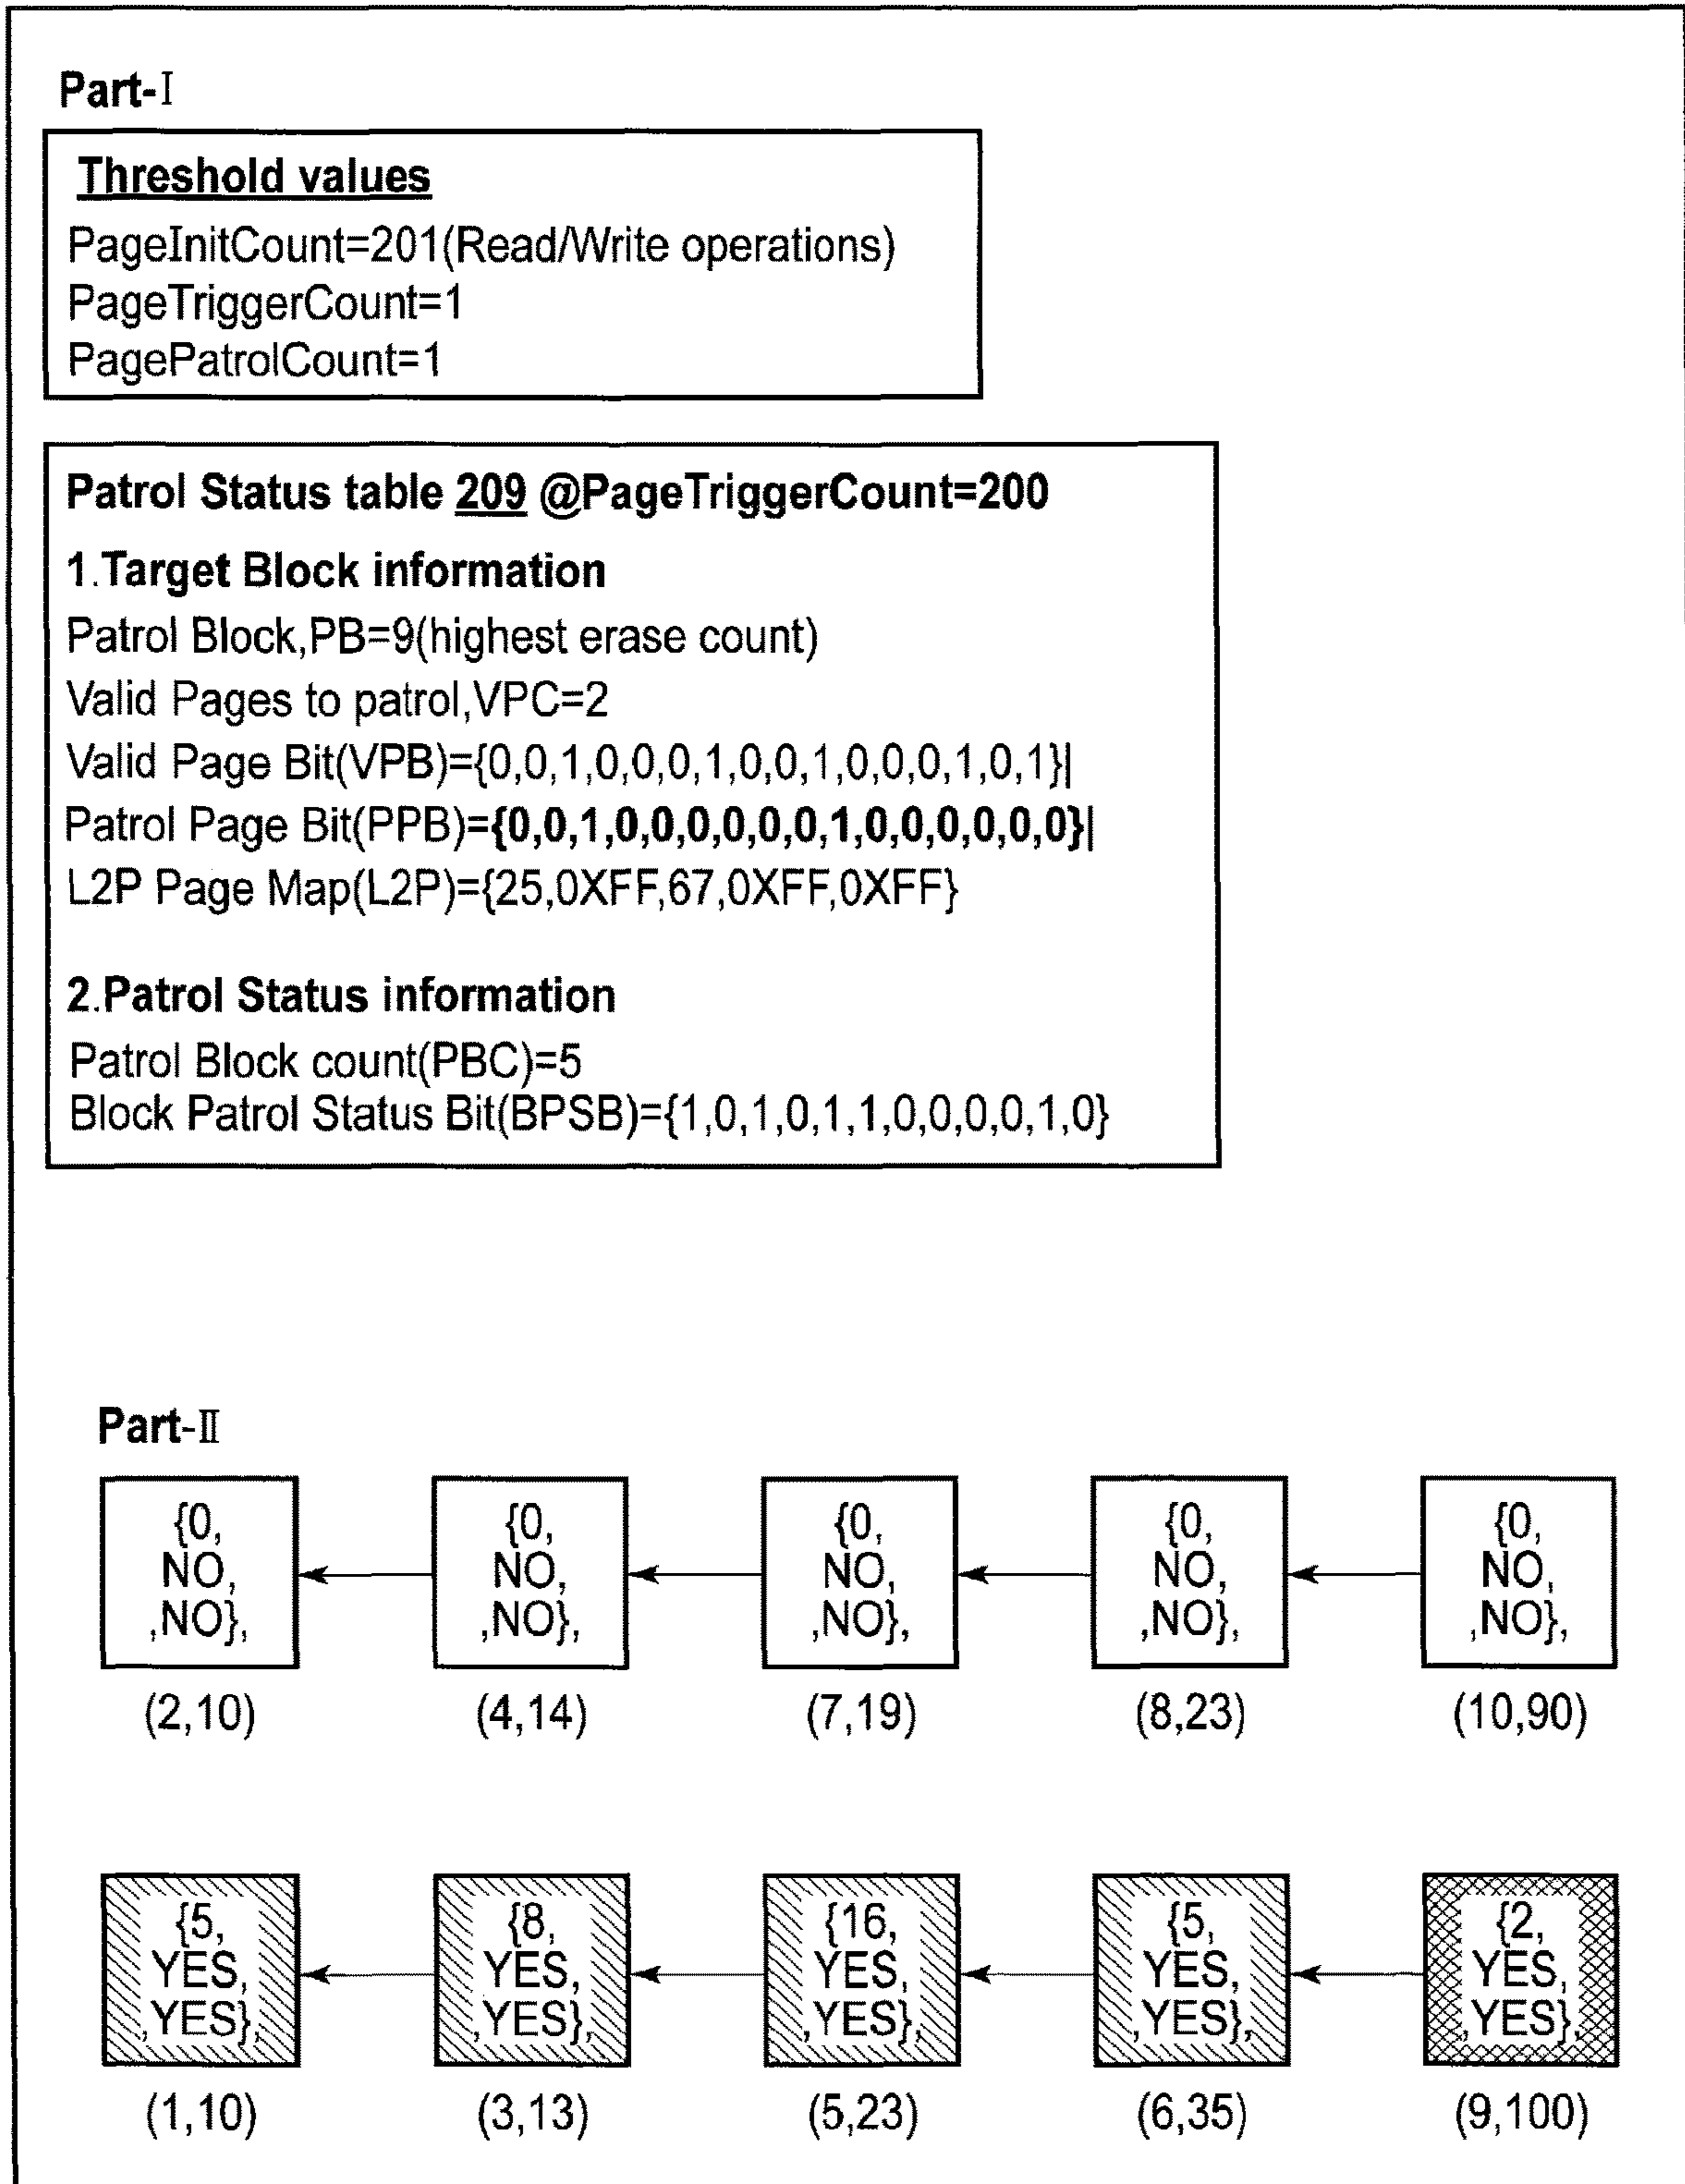 Part-Ⅰ
Threshold values
PageInitCount=201(Read/Write operations)
PageTriggerCount=1
PagePatrolCount=1
Patrol Status table 209 @PageTriggerCount=200
1.Target Block information
Patrol Block,PB=9(highest erase count)
Valid Pages to patrol,VPC=2
Valid Page Bit(VPB)={0,0,1,0,0,0,1,0,0,1,0,0,0,1,0,1}|
Patrol Page Bit(PPB)={0,0,1,0,0,0,0,0,0,1,0,0,0,0,0,0}|
L2P Page Map(L2P)={25,0XFF,67,0XFF,0XFF}
2.Patrol Status information
Patrol Block count(PBC)=5
Block Patrol Status Bit(BPSB)={1,0,1,0,1,1,0,0,0,0,1,0}
Part-Ⅱ
{0,
NO,
,NO},
(2,10)
{0,
NO,
,NO},
(4,14)
{0,
NO,
,NO},
(7,19)
{0,
NO,
,NO},
(8,23)
{0,
NO,
,NO},
(10,90)
{5,
YES,
,YES},
(1,10)
{8,
YES,
,YES},
(3,13)
{16,
YES,
,YES},
(5,23)
{5,
YES,
,YES},
(6,35)
{2,
YES,
,YES},
(9,100)